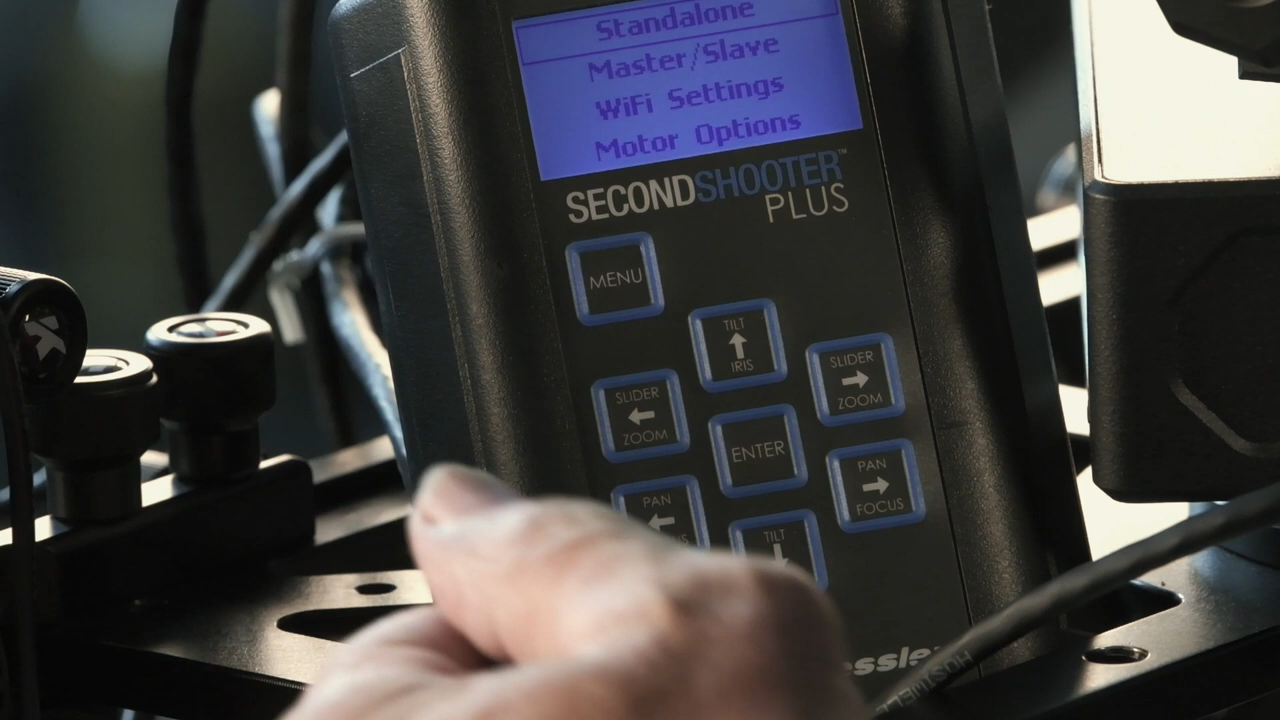 Standalone
Master/Slave
WiFi Settings
Motor Options
SECONDSHOOTER™
PLUS
MENU
TILT
IRIS
SLIDER
ZOOM
SLIDER
ZOOM
ENTER
PAN
FOCUS
PAN
TILT